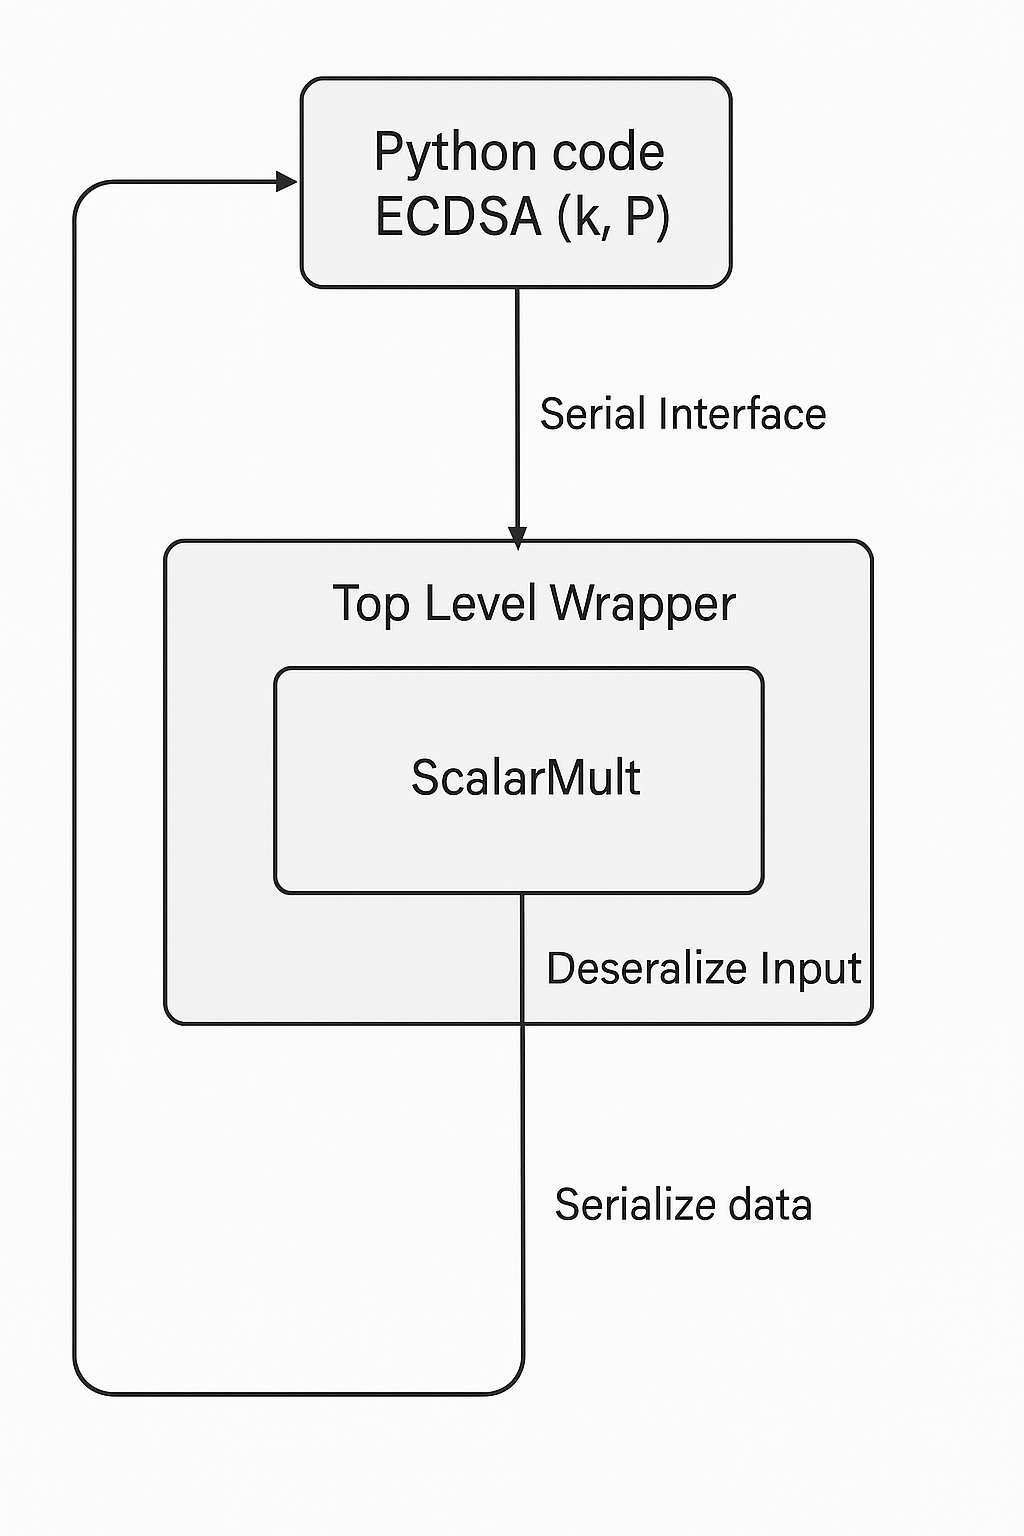 Python code
ECDSA (k, P)
Serial Interface
Top Level Wrapper
ScalarMult
Deseralize Input
Serialize data